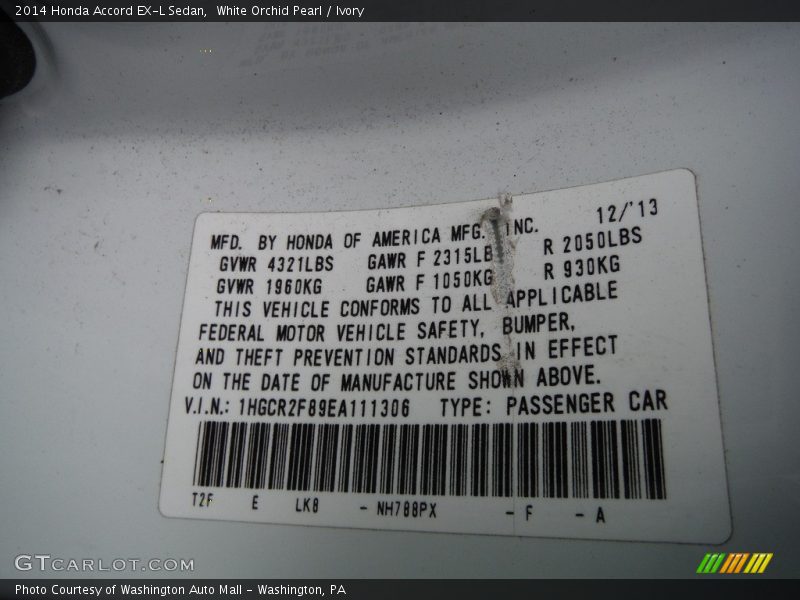 2014 Honda Accord EX-L Sedan, White Orchid Pearl / Ivory
MFD. BY HONDA OF AMERICA MFG. INC. 12/'13
GVWR 4321LBS GAWR F 2315LB R 2050LBS
GVWR 1960KG GAWR F 1050KG R 930KG
THIS VEHICLE CONFORMS TO ALL APPLICABLE
FEDERAL MOTOR VEHICLE SAFETY, BUMPER,
AND THEFT PREVENTION STANDARDS IN EFFECT
ON THE DATE OF MANUFACTURE SHOWN ABOVE.
V.I.N.: 1HGCR2F89EA111306 TYPE: PASSENGER CAR
T2F E LK8 - NH788PX - F - A
GTCARLOT.COM
Photo Courtesy of Washington Auto Mall - Washington, PA